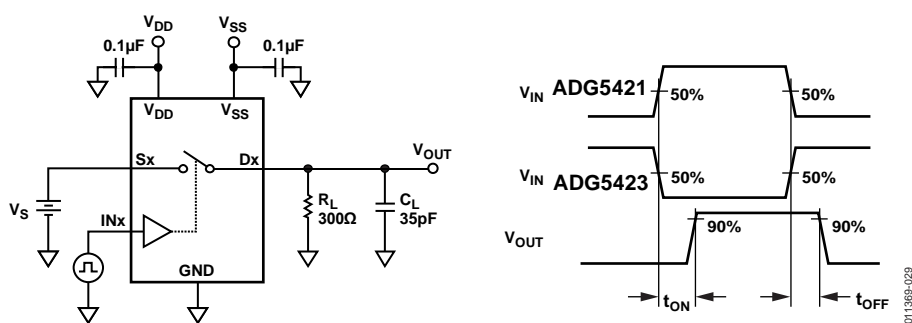 VDD VSS
0.1µF 0.1µF
VDD VSS
Sx Dx VOUT
VS
INx
RL
300Ω
CL
35pF
GND
VIN ADG5421 50% 50%
VIN ADG5423 50% 50%
VOUT 90% 90%
tON tOFF
011369-029